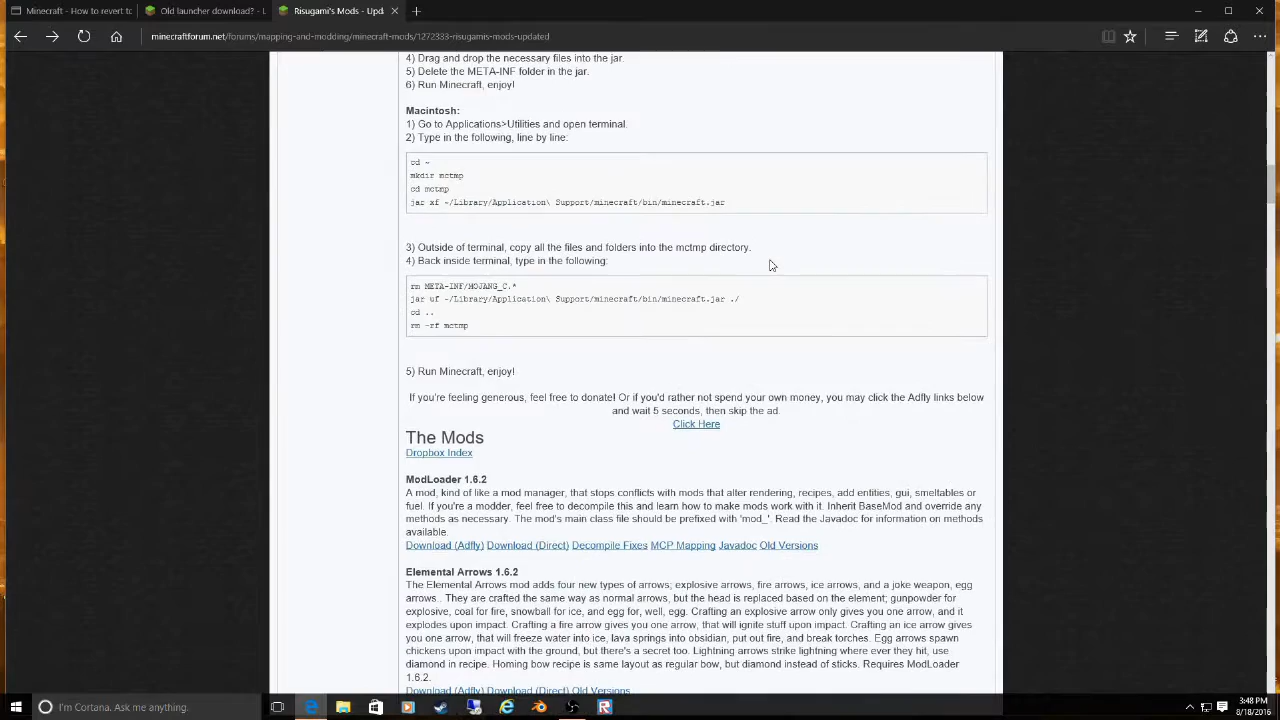 Minecraft - How to revert to
Old launcher download? - L
Risugami's Mods - Upda
minecraftforum.net/forums/mapping-and-modding/minecraft-mods/1272333-risugamis-mods-updated
4) Drag and drop the necessary files into the jar.
5) Delete the META-INF folder in the jar.
6) Run Minecraft, enjoy!
Macintosh:
1) Go to Applications>Utilities and open terminal.
2) Type in the following, line by line:
cd ~
mkdir mctmp
cd mctmp
jar xf ~/Library/Application\ Support/minecraft/bin/minecraft.jar
3) Outside of terminal, copy all the files and folders into the mctmp directory.
4) Back inside terminal, type in the following:
rm META-INF/MOJANG_C.*
jar uf ~/Library/Application\ Support/minecraft/bin/minecraft.jar ./
cd ..
rm -rf mctmp
5) Run Minecraft, enjoy!
If you're feeling generous, feel free to donate! Or if you'd rather not spend your own money, you may click the Adfly links below
and wait 5 seconds, then skip the ad.
Click Here
The Mods
Dropbox Index
ModLoader 1.6.2
A mod, kind of like a mod manager, that stops conflicts with mods that alter rendering, recipes, add entities, gui, smeltables or
fuel. If you're a modder, feel free to decompile this and learn how to make mods work with it. Inherit BaseMod and override any
methods as necessary. The mod's main class file should be prefixed with 'mod_'. Read the Javadoc for information on methods
available.
Download (Adfly) Download (Direct) Decompile Fixes MCP Mapping Javadoc Old Versions
Elemental Arrows 1.6.2
The Elemental Arrows mod adds four new types of arrows; explosive arrows, fire arrows, ice arrows, and a joke weapon, egg
arrows.. They are crafted the same way as normal arrows, but the head is replaced based on the element; gunpowder for
explosive, coal for fire, snowball for ice, and egg for, well, egg. Crafting an explosive arrow only gives you one arrow, and it
explodes upon impact. Crafting a fire arrow gives you one arrow, that will ignite stuff upon impact. Crafting an ice arrow gives
you one arrow, that will freeze water into ice, lava springs into obsidian, put out fire, and break torches. Egg arrows spawn
chickens upon impact with the ground, but there's a secret too. Lightning arrows strike lightning where ever they hit, use
diamond in recipe. Homing bow recipe is same layout as regular bow, but diamond instead of sticks. Requires ModLoader
1.6.2.
Download (Adfly) Download (Direct) Old Versions
I'm Cortana. Ask me anything.
3:48 PM
8/18/2016